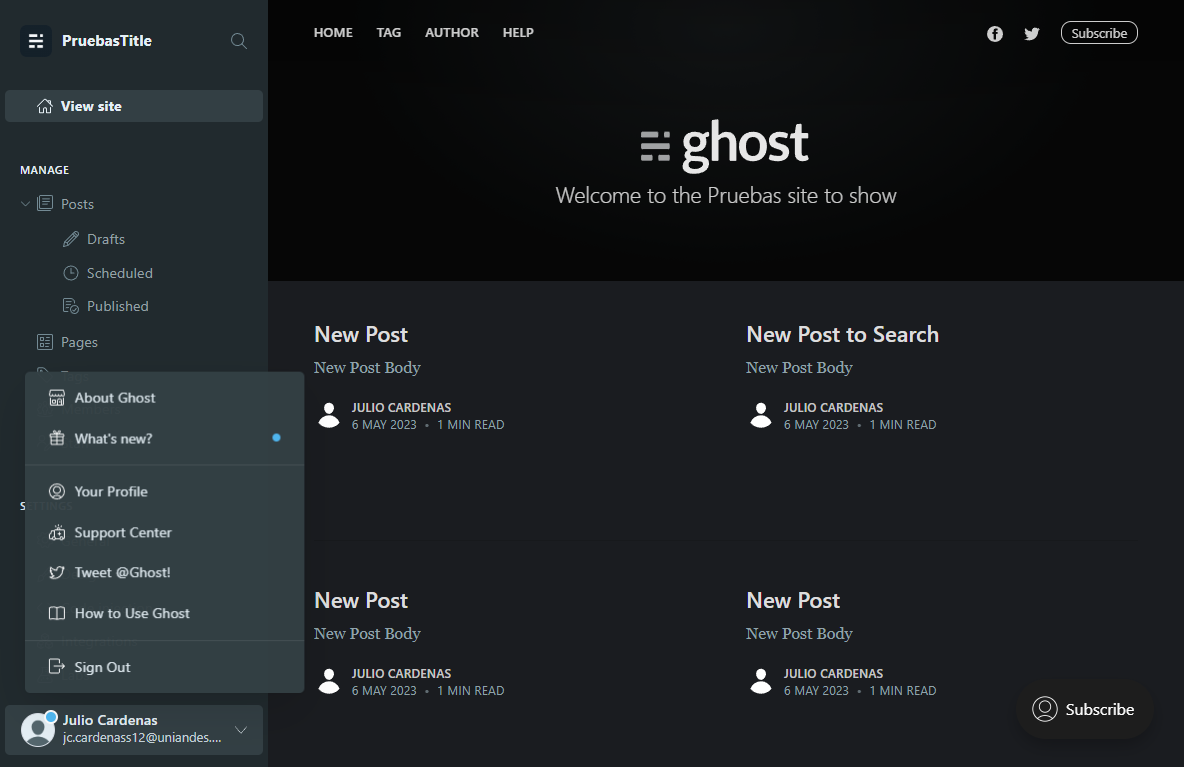 PruebasTitle
View site
MANAGE
Posts
Drafts
Scheduled
Published
Pages
About Ghost
What's new?
Your Profile
Support Center
Tweet @Ghost!
How to Use Ghost
Sign Out
Julio Cardenas
jc.cardenass12@uniandes....
HOME TAG AUTHOR HELP
Subscribe
ghost
Welcome to the Pruebas site to show
New Post
New Post Body
JULIO CARDENAS
6 MAY 2023 • 1 MIN READ
New Post to Search
New Post Body
JULIO CARDENAS
6 MAY 2023 • 1 MIN READ
New Post
New Post Body
JULIO CARDENAS
6 MAY 2023 • 1 MIN READ
New Post
New Post Body
JULIO CARDENAS
6 MAY 2023 • 1 MIN READ
Subscribe